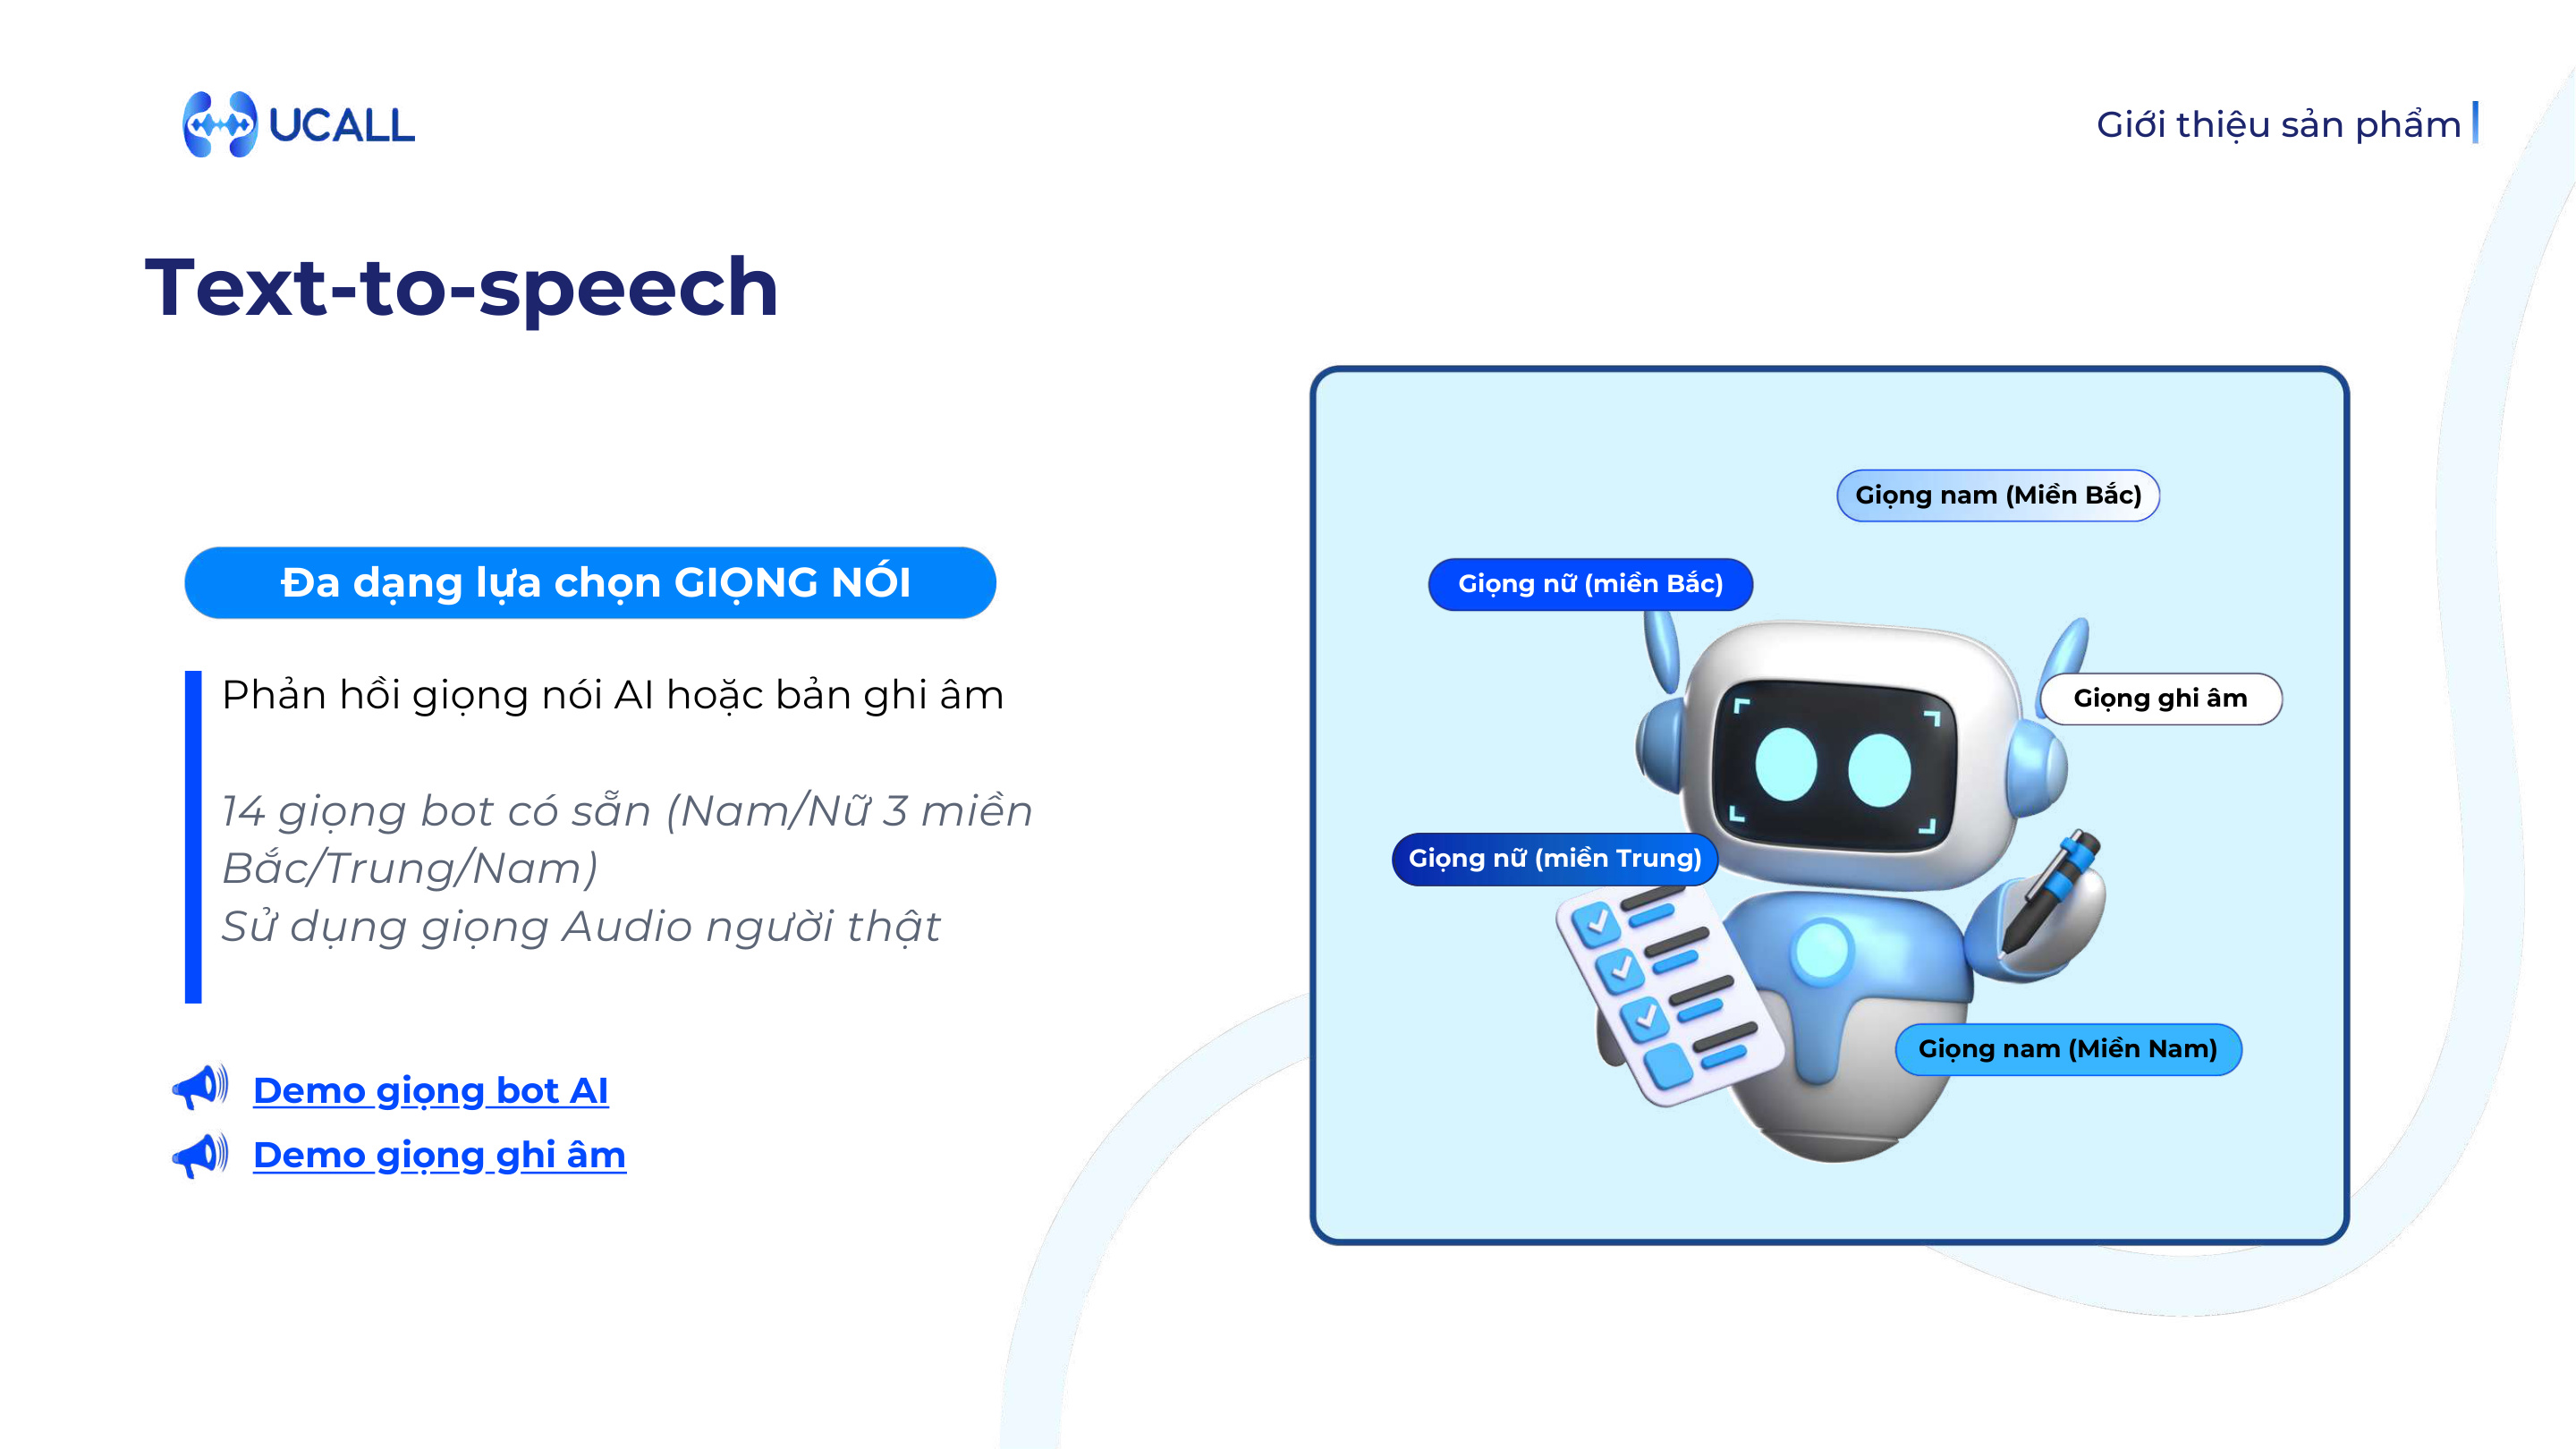 UCALL
Giới thiệu sản phẩm
Text-to-speech
Đa dạng lựa chọn GIỌNG NÓI
Phản hồi giọng nói AI hoặc bản ghi âm
14 giọng bot có sẵn (Nam/Nữ 3 miền
Bắc/Trung/Nam)
Sử dụng giọng Audio người thật
Demo giọng bot AI
Demo giọng ghi âm
Giọng nam (Miền Bắc)
Giọng nữ (miền Bắc)
Giọng ghi âm
Giọng nữ (miền Trung)
Giọng nam (Miền Nam)